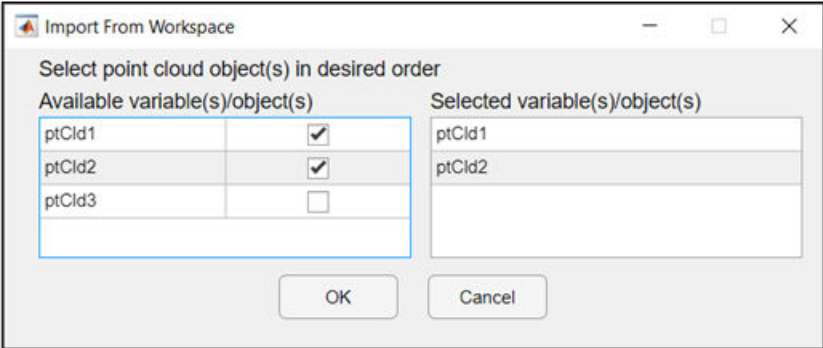 Import From Workspace
Select point cloud object(s) in desired order
Available variable(s)/object(s)
Selected variable(s)/object(s)
ptCld1
ptCld1
ptCld2
ptCld2
ptCld3
OK
Cancel